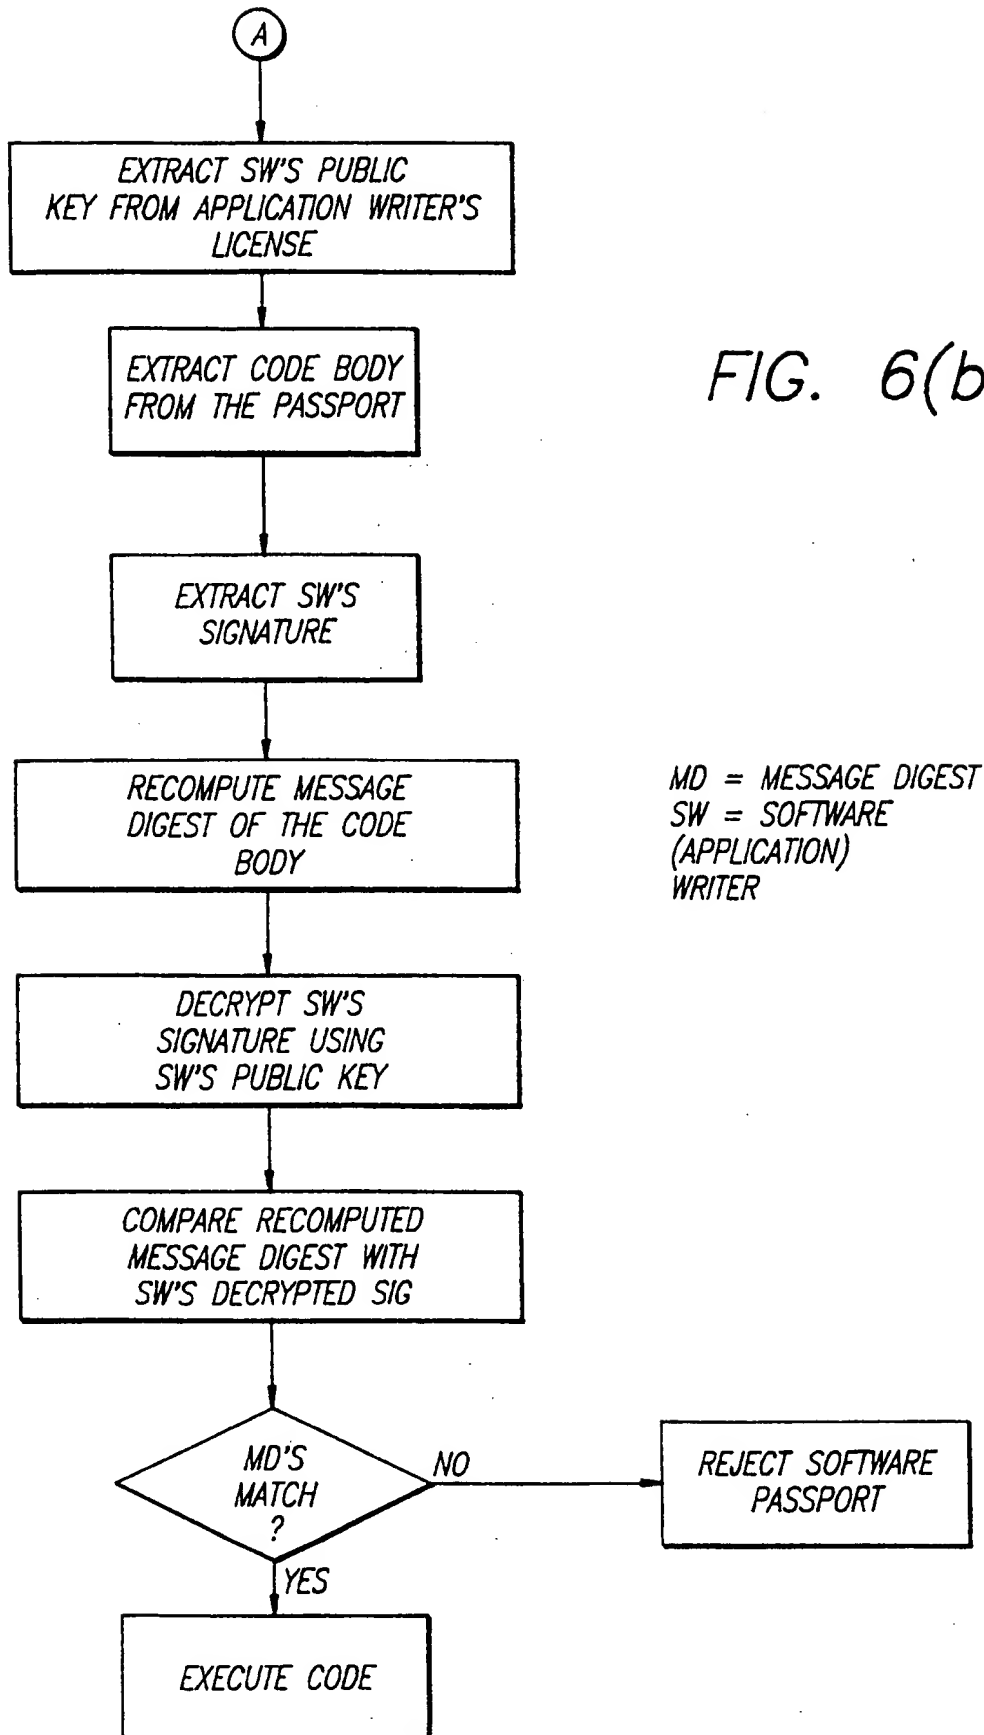 A
EXTRACT SW'S PUBLIC
KEY FROM APPLICATION WRITER'S
LICENSE
EXTRACT CODE BODY
FROM THE PASSPORT
FIG. 6(b
EXTRACT SW'S
SIGNATURE
RECOMPUTE MESSAGE
DIGEST OF THE CODE
BODY
MD = MESSAGE DIGEST
SW = SOFTWARE
(APPLICATION)
WRITER
DECRYPT SW'S
SIGNATURE USING
SW'S PUBLIC KEY
COMPARE RECOMPUTED
MESSAGE DIGEST WITH
SW'S DECRYPTED SIG
MD'S
MATCH
?
NO
REJECT SOFTWARE
PASSPORT
YES
EXECUTE CODE